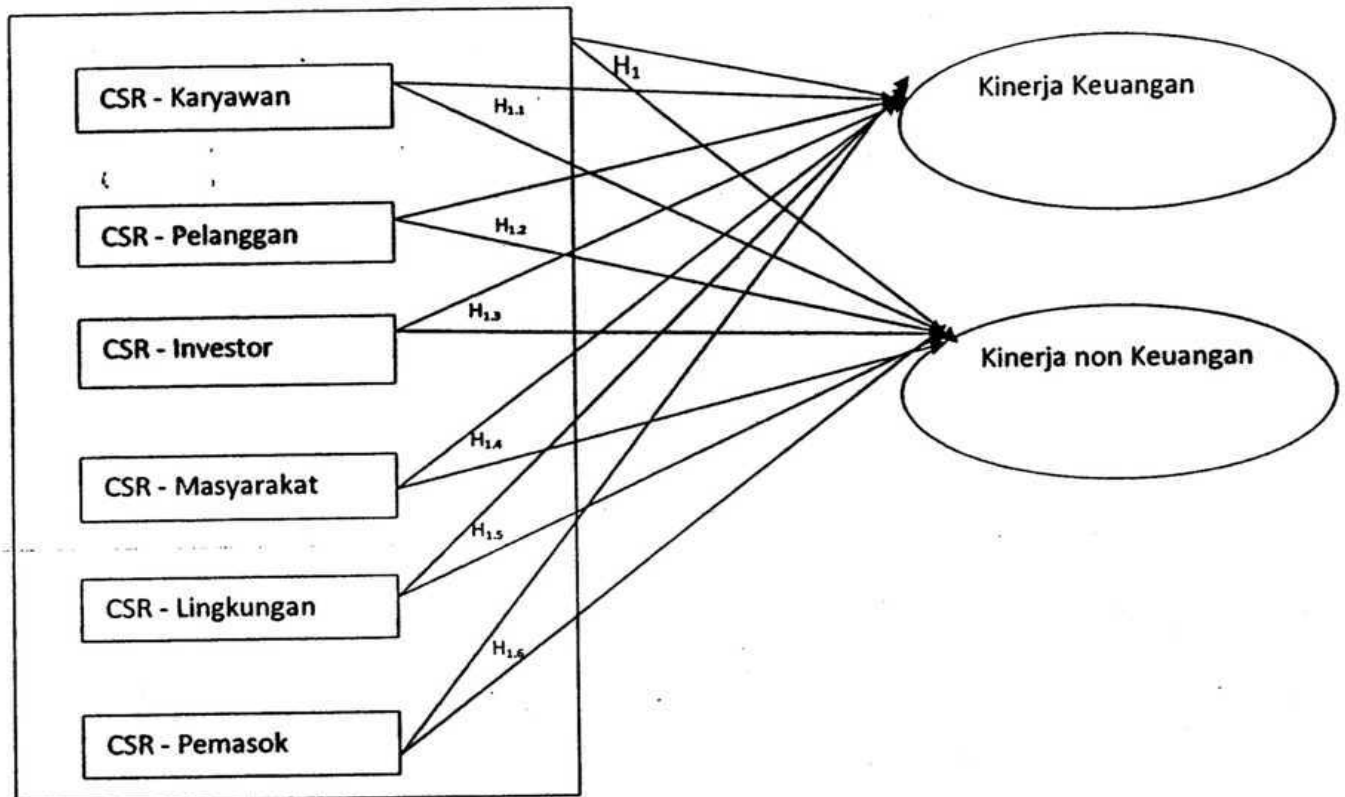 H1
CSR - Karyawan
H1.1
Kinerja Keuangan
CSR - Pelanggan
H1.2
CSR - Investor
H1.3
Kinerja non Keuangan
CSR - Masyarakat
H1.4
CSR - Lingkungan
H1.5
CSR - Pemasok
H1.6